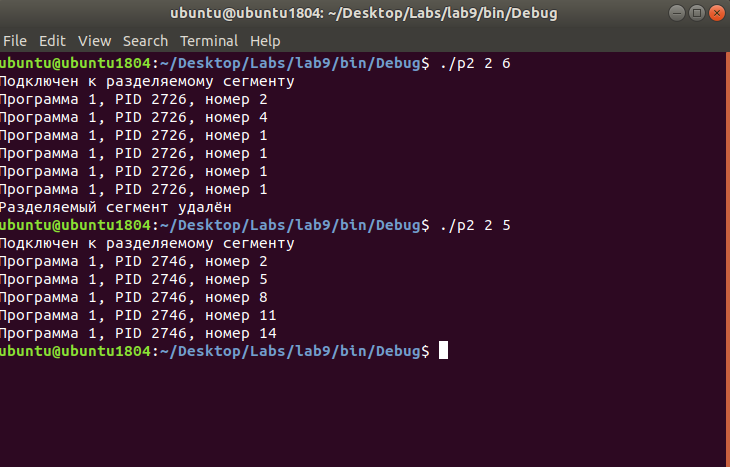 ubuntu@ubuntu1804: ~/Desktop/Labs/lab9/bin/Debug
File Edit View Search Terminal Help
ubuntu@ubuntu1804:~/Desktop/Labs/lab9/bin/Debug$ ./p2 2 6
Подключен к разделяемому сегменту
Программа 1, PID 2726, номер 2
Программа 1, PID 2726, номер 4
Программа 1, PID 2726, номер 1
Программа 1, PID 2726, номер 1
Программа 1, PID 2726, номер 1
Программа 1, PID 2726, номер 1
Разделяемый сегмент удалён
ubuntu@ubuntu1804:~/Desktop/Labs/lab9/bin/Debug$ ./p2 2 5
Подключен к разделяемому сегменту
Программа 1, PID 2746, номер 2
Программа 1, PID 2746, номер 5
Программа 1, PID 2746, номер 8
Программа 1, PID 2746, номер 11
Программа 1, PID 2746, номер 14
ubuntu@ubuntu1804:~/Desktop/Labs/lab9/bin/Debug$